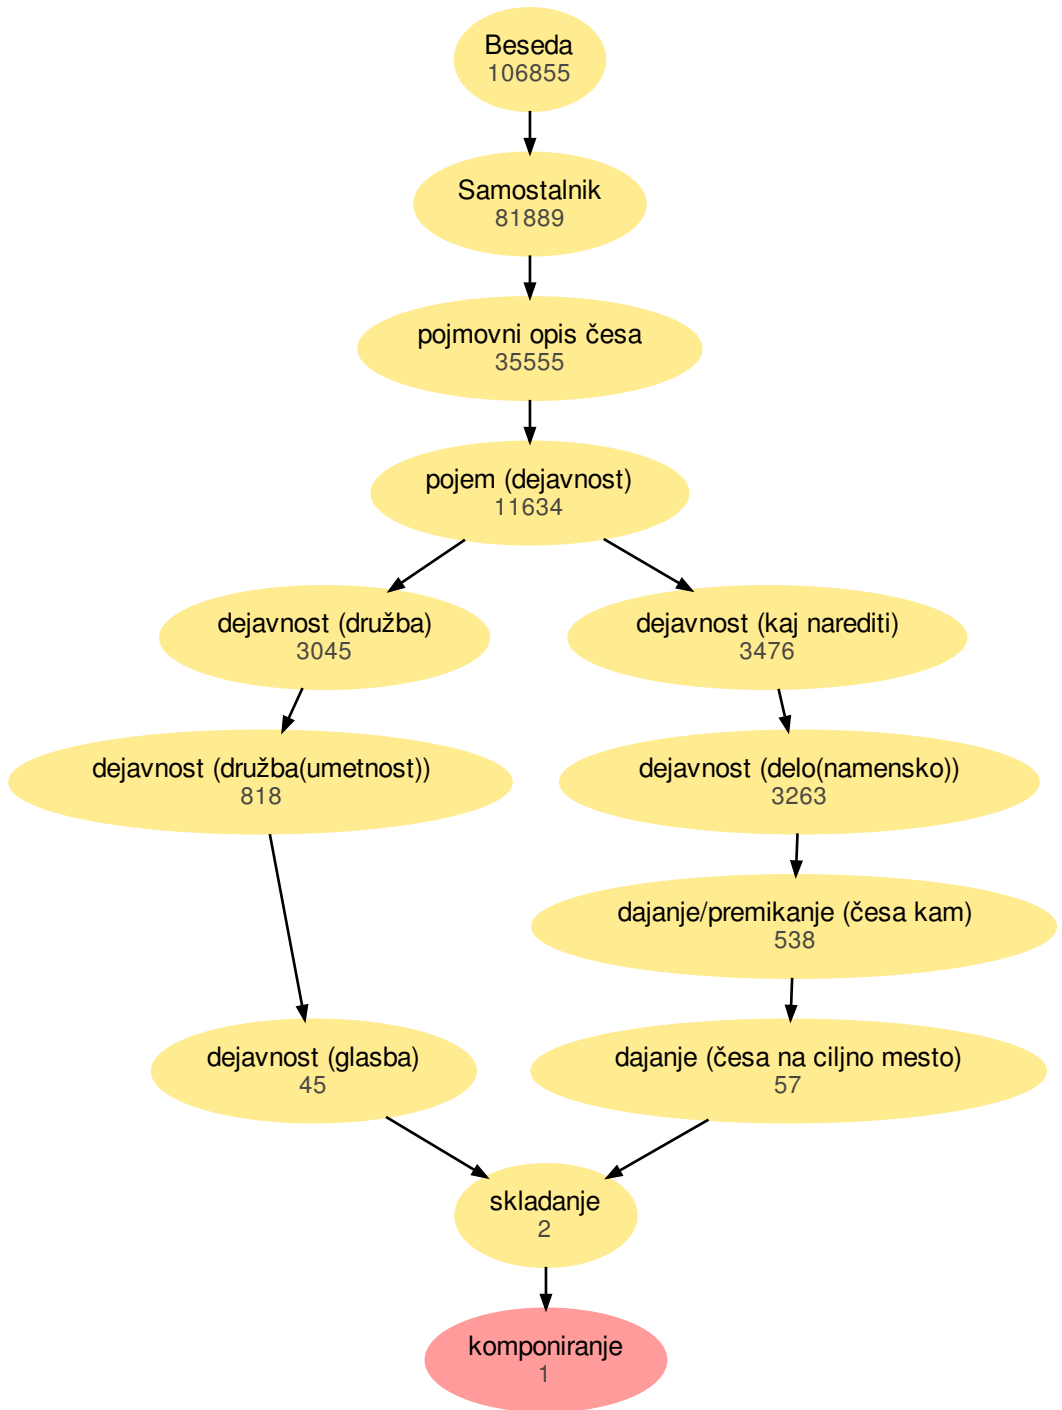 Beseda
106855
Samostalnik
81889
pojmovni opis česa
35555
pojem (dejavnost)
11634
dejavnost (družba)
3045
dejavnost (kaj narediti)
3476
dejavnost (družba(umetnost))
818
dejavnost (delo(namensko))
3263
dajanje/premikanje (česa kam)
538
dejavnost (glasba)
45
dajanje (česa na ciljno mesto)
57
skladanje
2
komponiranje
1